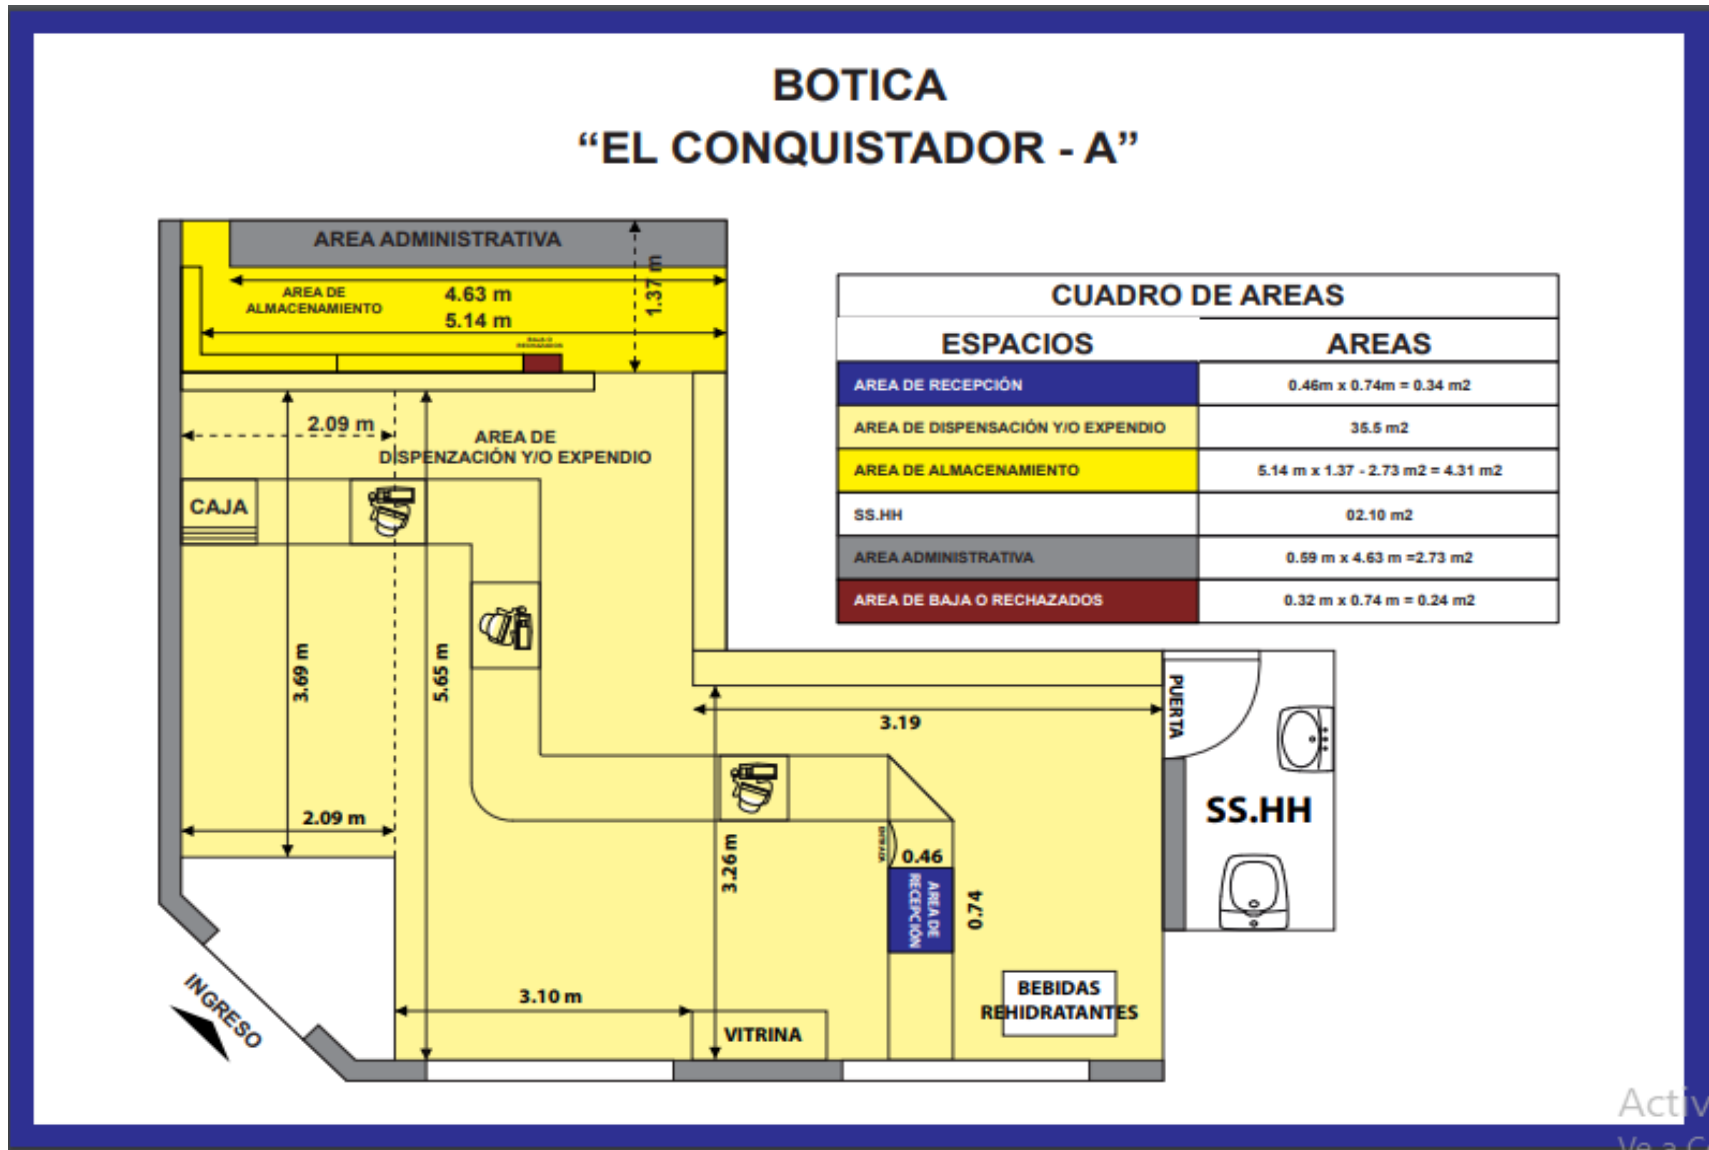 BOTICA
“EL CONQUISTADOR - A”
AREA ADMINISTRATIVA
1.37 m
AREA DE
ALMACENAMIENTO
4.63 m
5.14 m
BAJA O
RECHAZADOS
2.09 m
AREA DE
DISPENZACIÓN Y/O EXPENDIO
CAJA
3.69 m
5.65 m
2.09 m
3.19
3.26 m
0.46
AREA DE
RECEPCIÓN
0.74
3.10 m
VITRINA
BEBIDAS
REHIDRATANTES
INGRESO
PUERTA
SS.HH
CUADRO DE AREAS
ESPACIOS AREAS
AREA DE RECEPCIÓN 0.46m x 0.74m = 0.34 m2
AREA DE DISPENSACIÓN Y/O EXPENDIO 35.5 m2
AREA DE ALMACENAMIENTO 5.14 m x 1.37 - 2.73 m2 = 4.31 m2
SS.HH 02.10 m2
AREA ADMINISTRATIVA 0.59 m x 4.63 m =2.73 m2
AREA DE BAJA O RECHAZADOS 0.32 m x 0.74 m = 0.24 m2